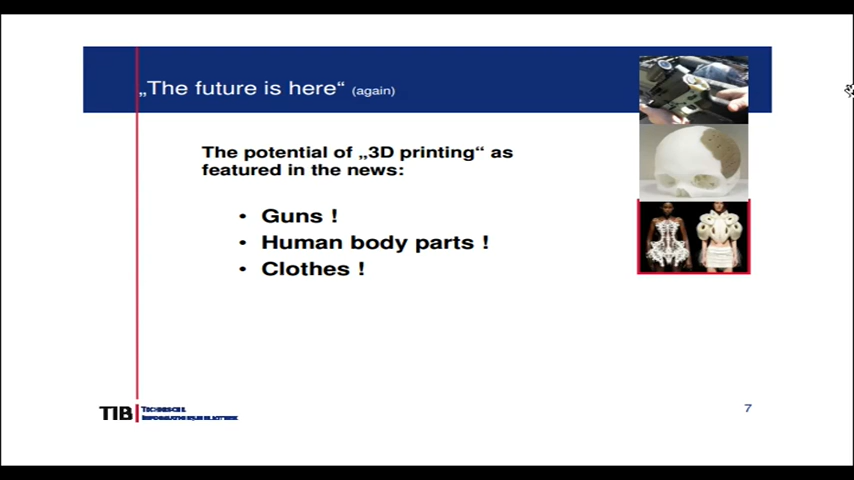 „The future is here“ (again)
The potential of „3D printing“ as
featured in the news:
• Guns !
• Human body parts !
• Clothes !
TIB
7